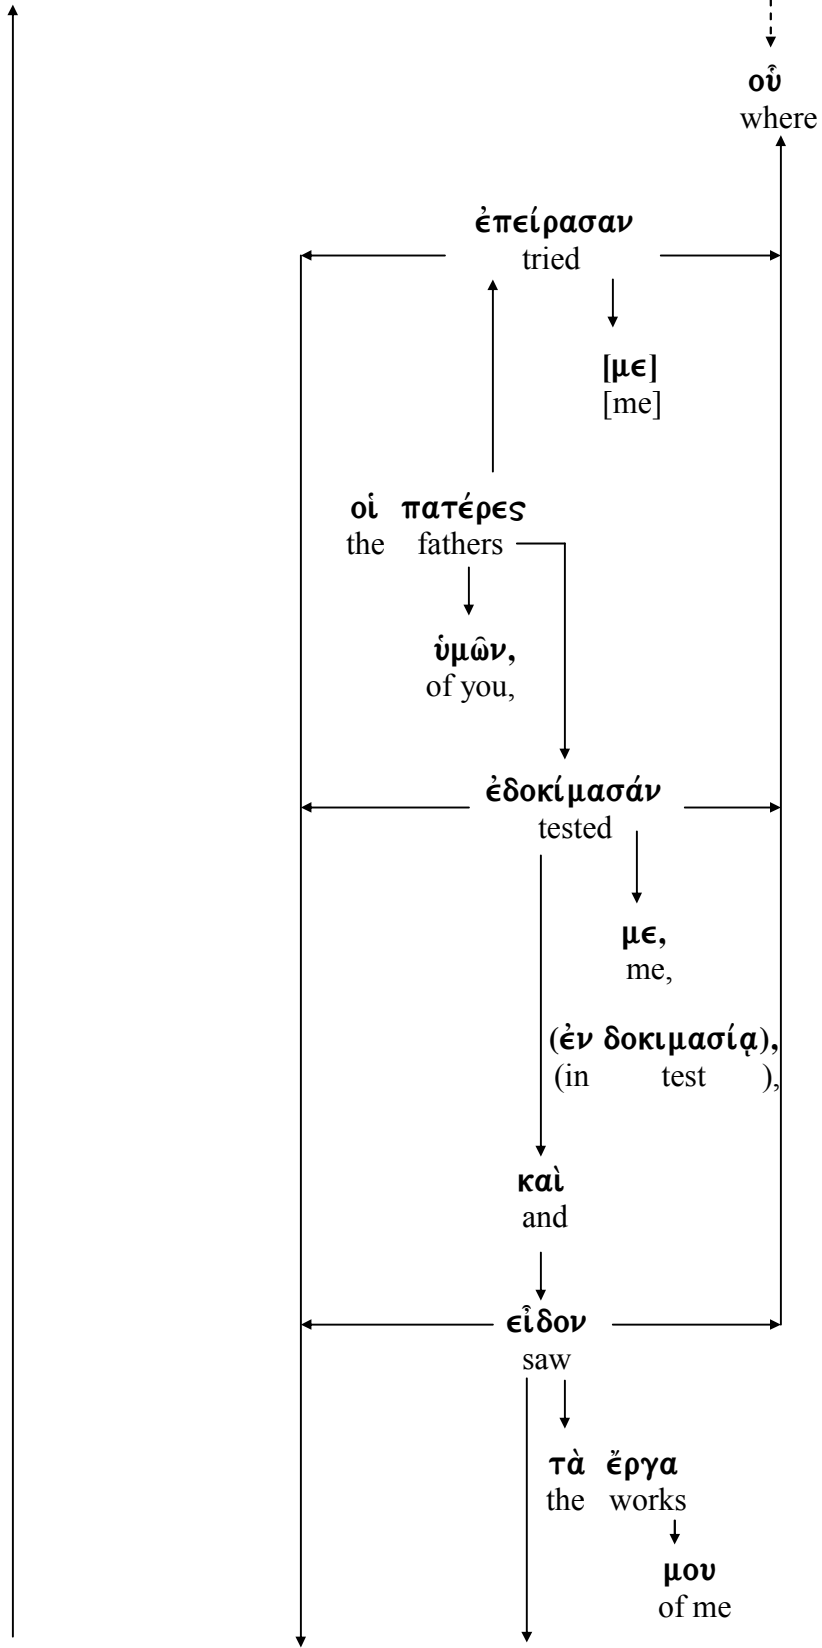 οὗ
where
ἐπείρασαν
tried
[με]
[me]
οἱ πατέρες
the fathers
ὑμῶν,
of you,
ἐδοκίμασάν
tested
με,
me,
(ἐν δοκιμασίᾳ),
(in test ),
καὶ
and
εἶδον
saw
τὰ ἔργα
the works
μου
of me